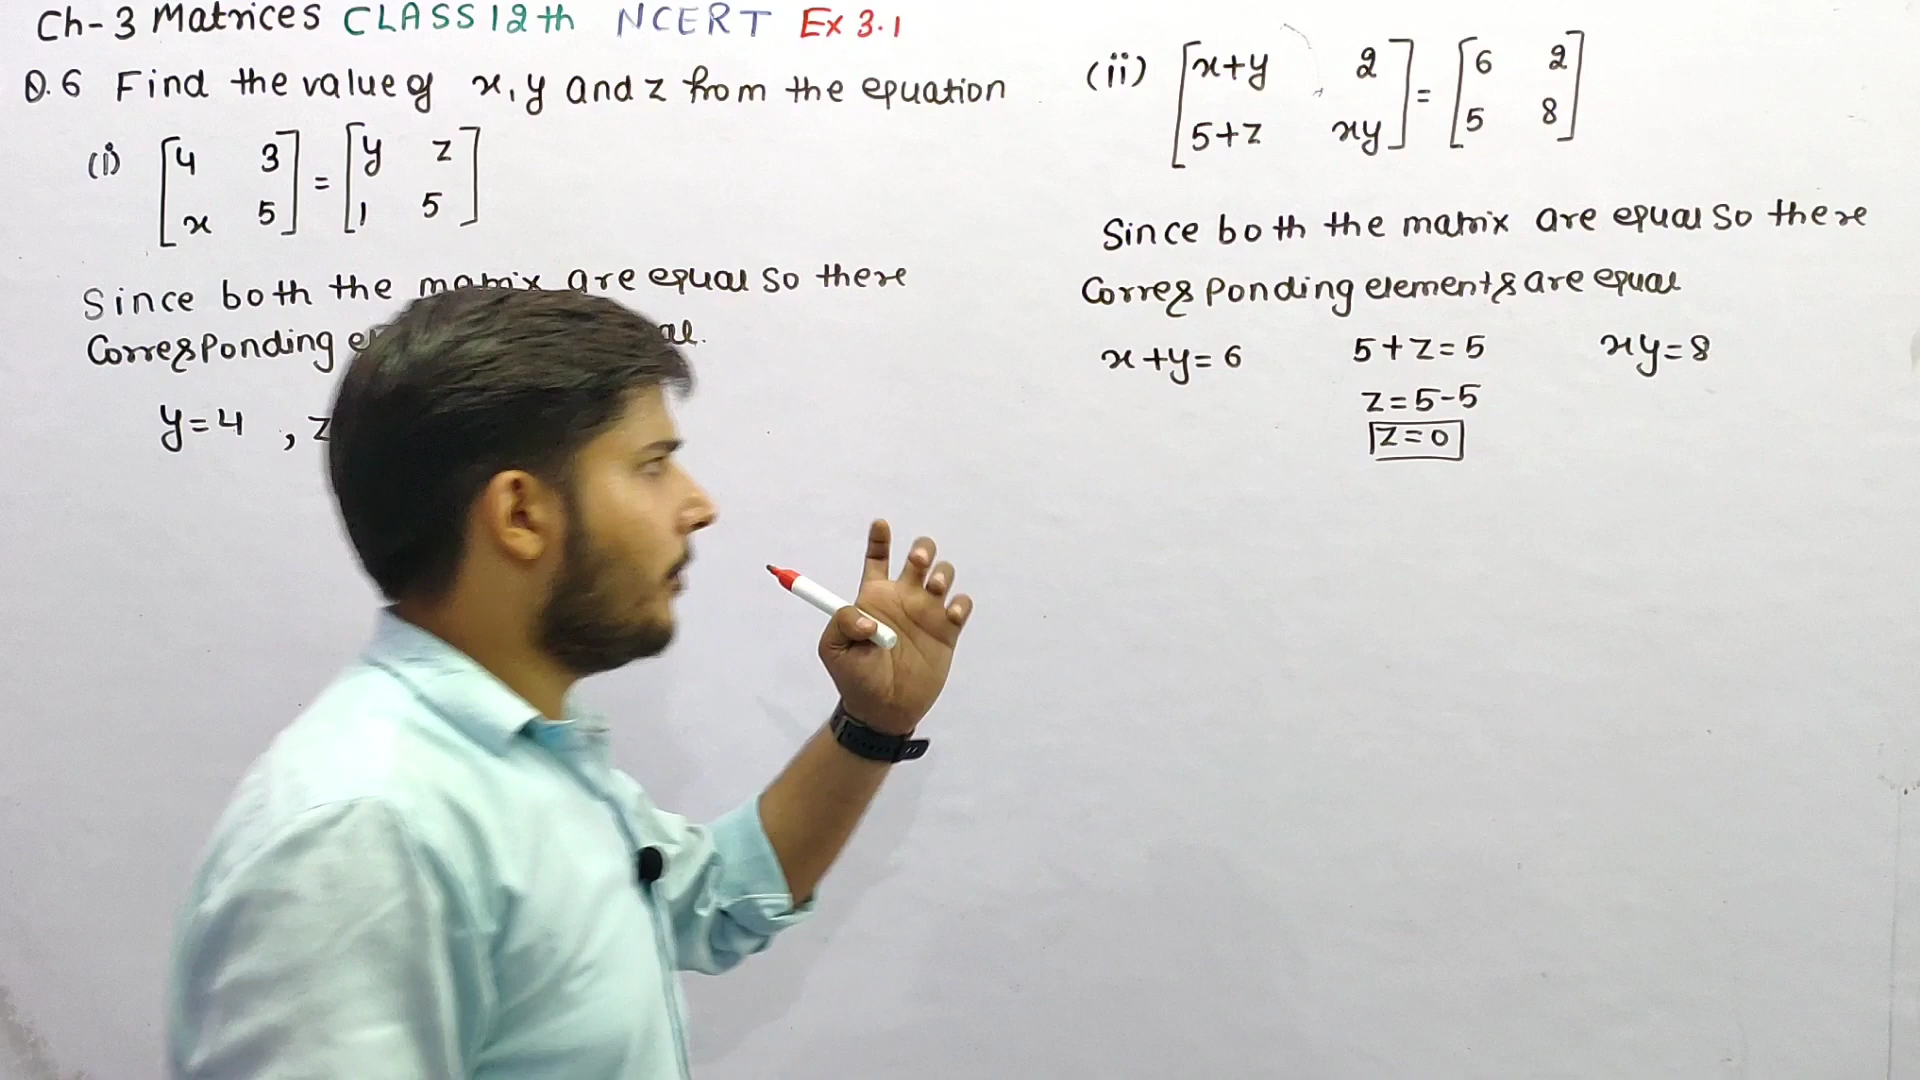 Ch-3 Matrices CLASS 12th NCERT Ex 3.1
Q.6 Find the value of x, y and z from the equation
(i) [4 3
x 5] = [y z
1 5]
Since both the matrix are equal so there
Corresponding
y=4 , z
(ii) [x+y 2
5+z xy] = [6 2
5 8]
Since both the matrix are equal so there
Corresponding elements are equal
x+y=6 5+z=5 xy=8
z=5-5
z=0